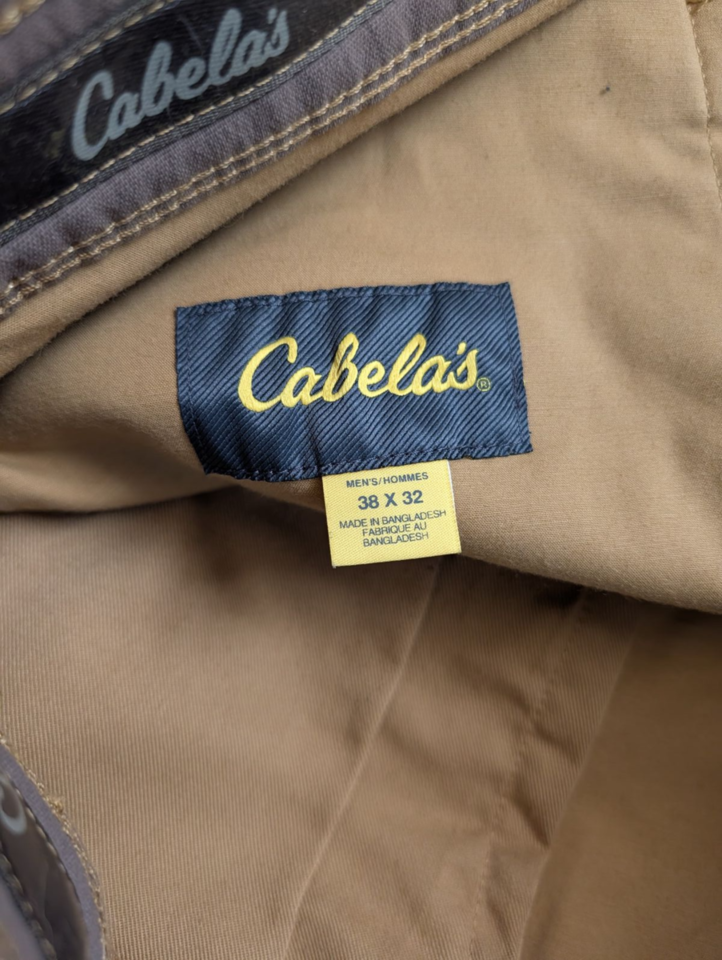 Cabela's
Cabela's®
MEN'S/HOMMES
38 X 32
MADE IN BANGLADESH
FABRIQUE AU
BANGLADESH